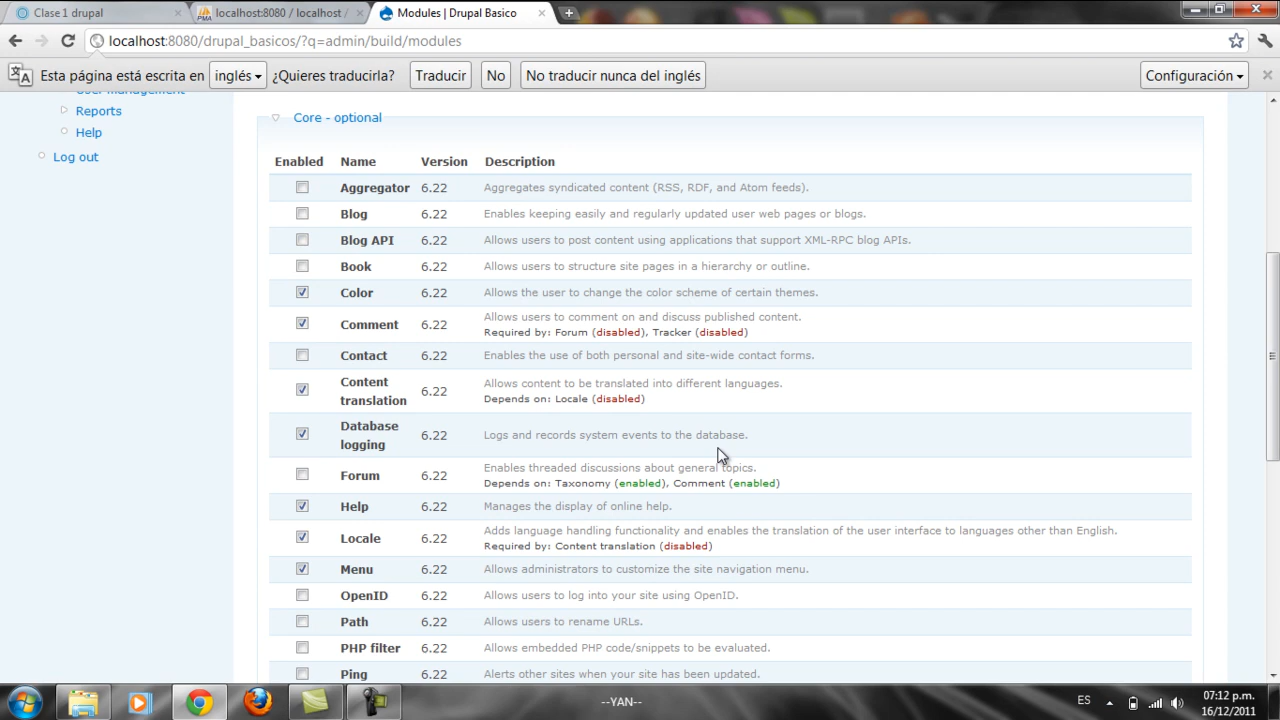 Clase 1 drupal
localhost:8080 / localhost /
Modules | Drupal Basico
localhost:8080/drupal_basicos/?q=admin/build/modules
Esta página está escrita en inglés ¿Quieres traducirla? Traducir No No traducir nunca del inglés Configuración
User management
Reports
Help
Log out
Core - optional
Enabled Name Version Description
Aggregator 6.22 Aggregates syndicated content (RSS, RDF, and Atom feeds).
Blog 6.22 Enables keeping easily and regularly updated user web pages or blogs.
Blog API 6.22 Allows users to post content using applications that support XML-RPC blog APIs.
Book 6.22 Allows users to structure site pages in a hierarchy or outline.
Color 6.22 Allows the user to change the color scheme of certain themes.
Comment 6.22 Allows users to comment on and discuss published content.
Required by: Forum (disabled), Tracker (disabled)
Contact 6.22 Enables the use of both personal and site-wide contact forms.
Content
translation 6.22 Allows content to be translated into different languages.
Depends on: Locale (disabled)
Database
logging 6.22 Logs and records system events to the database.
Forum 6.22 Enables threaded discussions about general topics.
Depends on: Taxonomy (enabled), Comment (enabled)
Help 6.22 Manages the display of online help.
Locale 6.22 Adds language handling functionality and enables the translation of the user interface to languages other than English.
Required by: Content translation (disabled)
Menu 6.22 Allows administrators to customize the site navigation menu.
OpenID 6.22 Allows users to log into your site using OpenID.
Path 6.22 Allows users to rename URLs.
PHP filter 6.22 Allows embedded PHP code/snippets to be evaluated.
Ping 6.22 Alerts other sites when your site has been updated.
--YAN--
ES
07:12 p.m.
16/12/2011